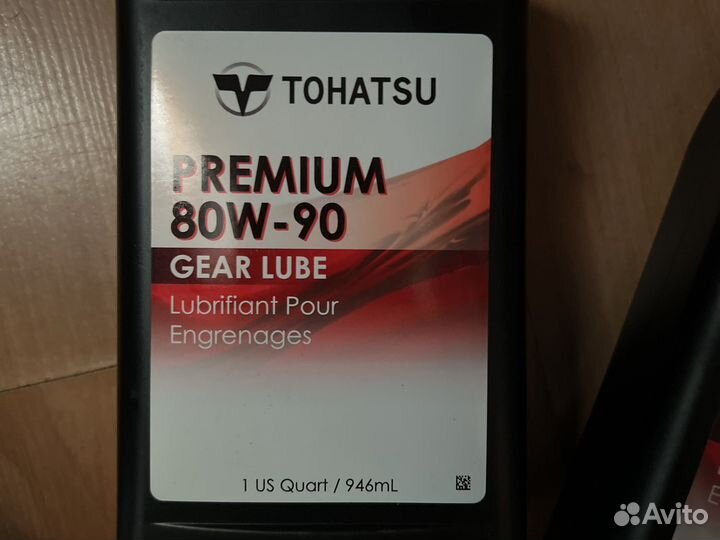 TOHATSU
PREMIUM
80W-90
GEAR LUBE
Lubrifiant Pour
Engrenages
1 US Quart / 946mL
Avito